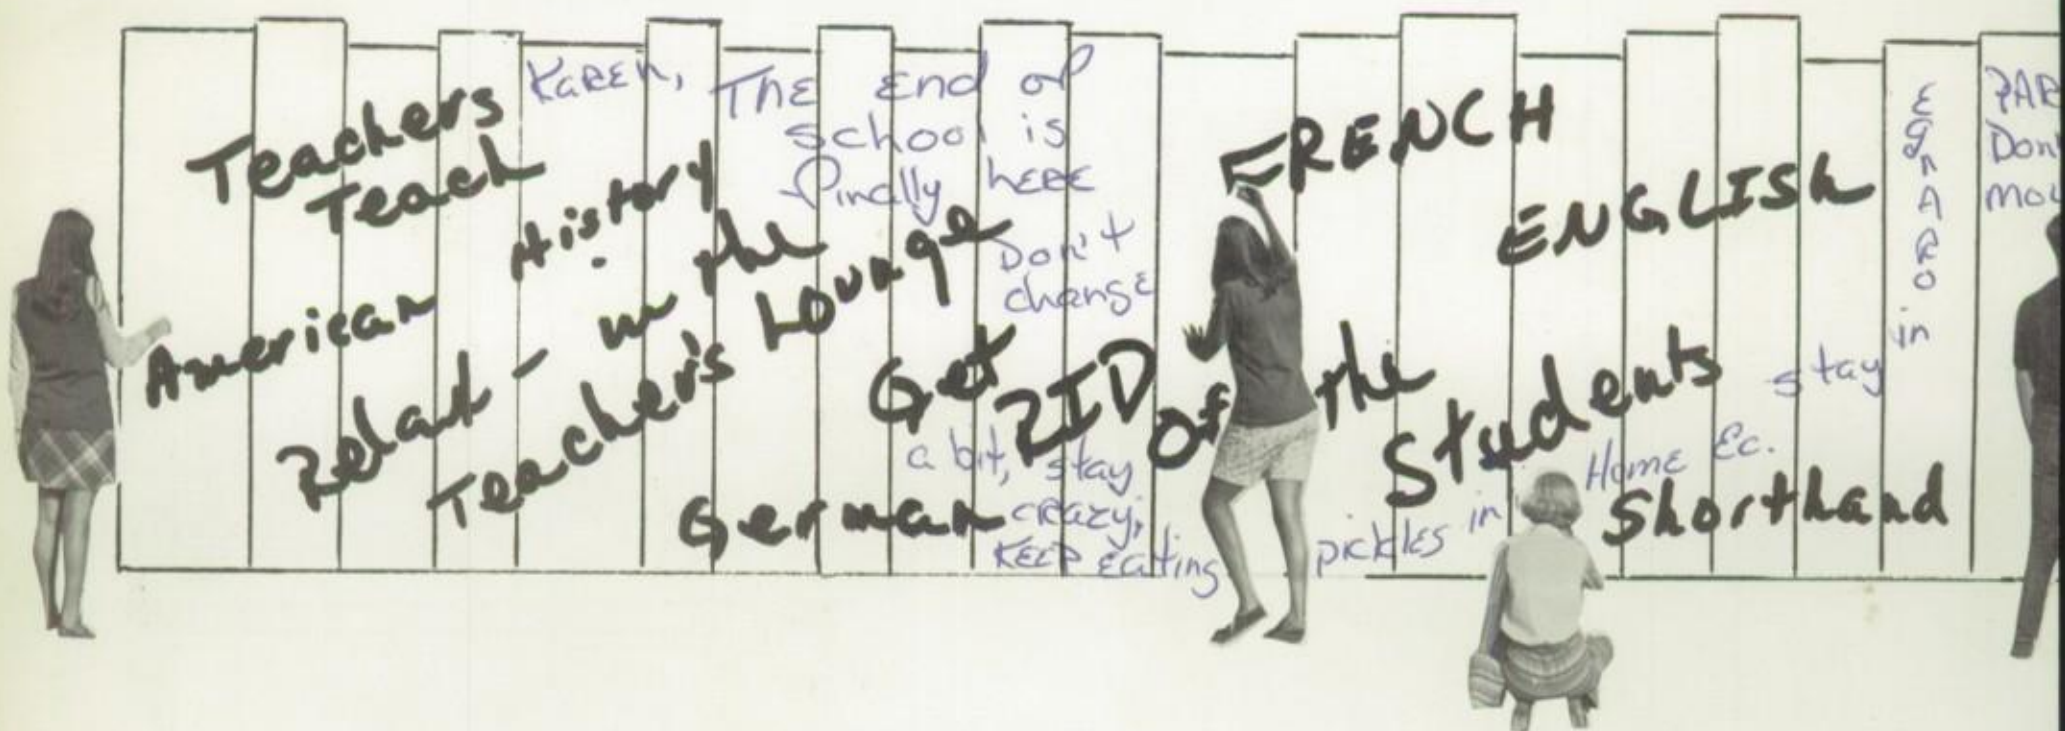 Teachers
Teach
American History
Relax - in the
Teacher's Lounge
Get RID of the Students
German
FRENCH
ENGLISh
Shorthand
KAREN, ThE End of
school is
finally hERE
Don't
changE
a bit, stay
crazy,
KEEP Eating pickles in Home Ec.
stay in ORAngE